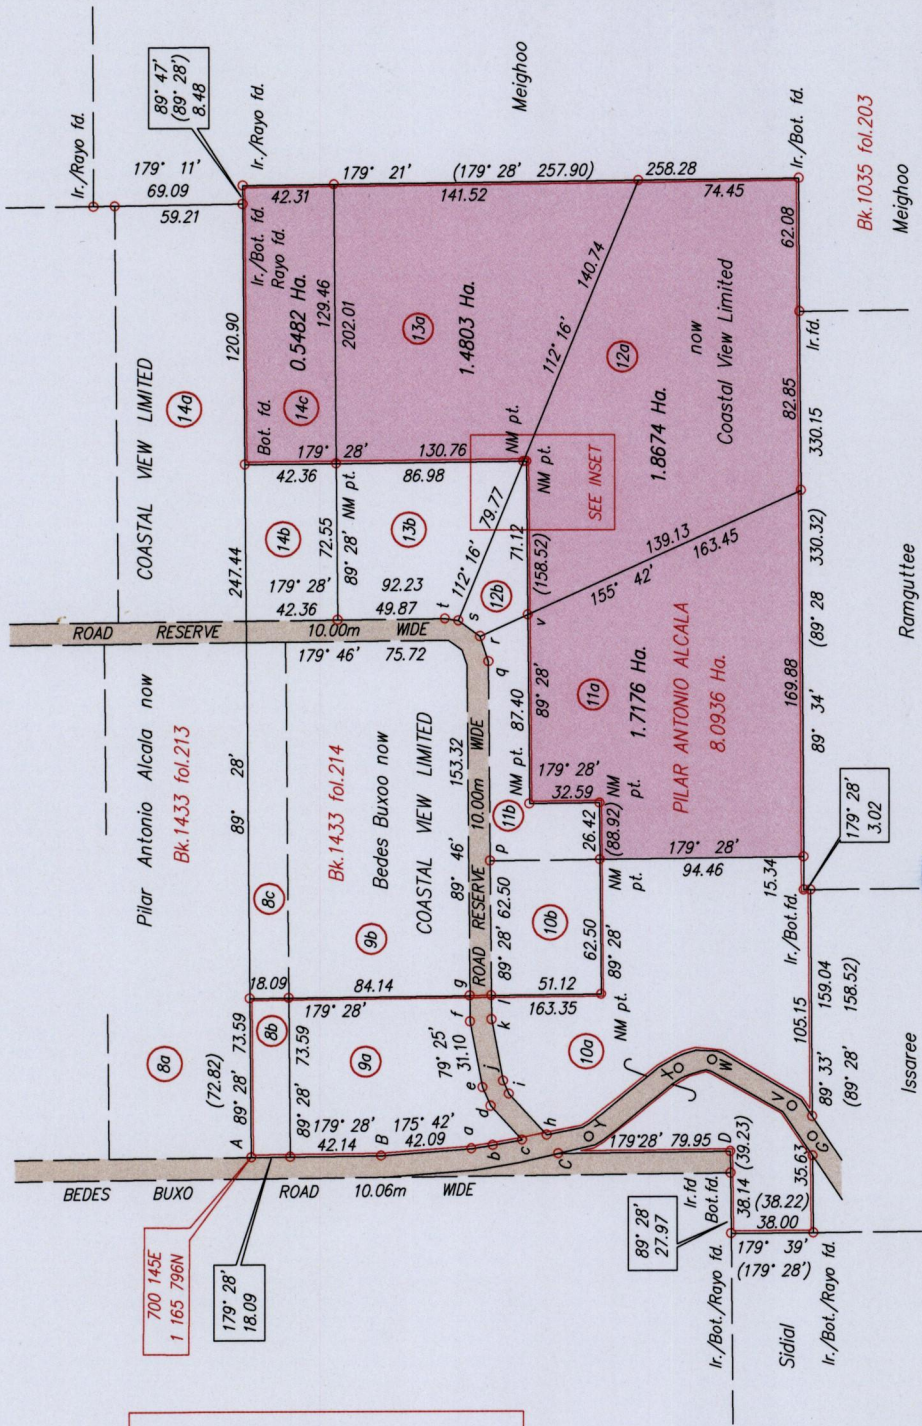 700 145E
1 165 796N
179° 28'
18.09
BEDES BUXO ROAD 10.06m WIDE
8a
Pilar Antonio Alcala now
Bk.1433 fol.213
COASTAL VIEW LIMITED
14a
Ir./Rayo fd.
179° 11'
69.09
59.21
89° 47'
(89° 28')
8.48
Ir./Rayo fd.
ROAD RESERVE 10.00m WIDE
A
89° 28' 73.59
(72.82)
89° 28'
247.44
120.90
8b
8c
18.09
89° 28' 73.59
Bot. fd.
Ir./Bot. fd.
Rayo fd.
14b
14c
0.5482 Ha.
179° 28'
42.36
179° 28'
42.36
42.31
89° 28' 72.55
NM pt.
129.46
202.01
9a
9b
Bk.1433 fol.214
Bedes Buxoo now
COASTAL VIEW LIMITED
179° 28'
42.14
B
175° 42'
42.09
84.14
179° 28'
179° 46'
75.72
92.23
49.87
13b
130.76
86.98
13a
1.4803 Ha.
179° 21'
(179° 28' 257.90)
258.28
141.52
74.45
Meighoo
a
b
c
d
e
f
g
h
i
j
k
l
p
q
r
s
t
v
79° 25'
31.10
89° 46' 153.32
ROAD RESERVE 10.00m WIDE
89° 28' 62.50
112° 16' 79.77
112° 16' 140.74
12b
NM pt.
NM pt.
SEE INSET
10a
10b
11b
51.12
163.35
NM pt. 87.40
89° 28'
71.12
(158.52)
179° 28'
32.59
NM pt.
26.42
(88.92)
NM pt.
62.50
89° 28'
NM pt.
11a
1.7176 Ha.
PILAR ANTONIO ALCALA
8.0936 Ha.
155° 42'
139.13
163.45
12a
1.8674 Ha.
now
Coastal View Limited
C
Y
X
W
V
G
D
179° 28' 79.95
89° 28'
27.97
Ir.fd
Bot.fd.
38.14 (39.23)
Ir./Bot./Rayo fd.
179° 39'
(179° 28')
(38.22)
38.00
35.63
Sidial
Ir./Bot./Rayo fd.
179° 28'
94.46
15.34
Ir./Bot.fd.
179° 28'
3.02
105.15
89° 33' 159.04
(89° 28' 158.52)
Issaree
169.88
82.85
62.08
89° 34' 330.15
(89° 28 330.32)
Ramguttee
Ir.fd.
Ir./Bot. fd.
Bk.1035 fol.203
Meighoo